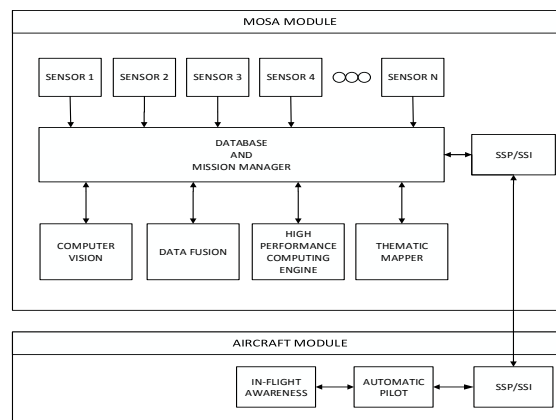 MOSA MODULE
SENSOR 1
SENSOR 2
SENSOR 3
SENSOR 4
SENSOR N
DATABASE
AND
MISSION MANAGER
SSP/SSI
COMPUTER
VISION
DATA FUSION
HIGH
PERFORMANCE
COMPUTING
ENGINE
THEMATIC
MAPPER
AIRCRAFT MODULE
IN-FLIGHT
AWARENESS
AUTOMATIC
PILOT
SSP/SSI